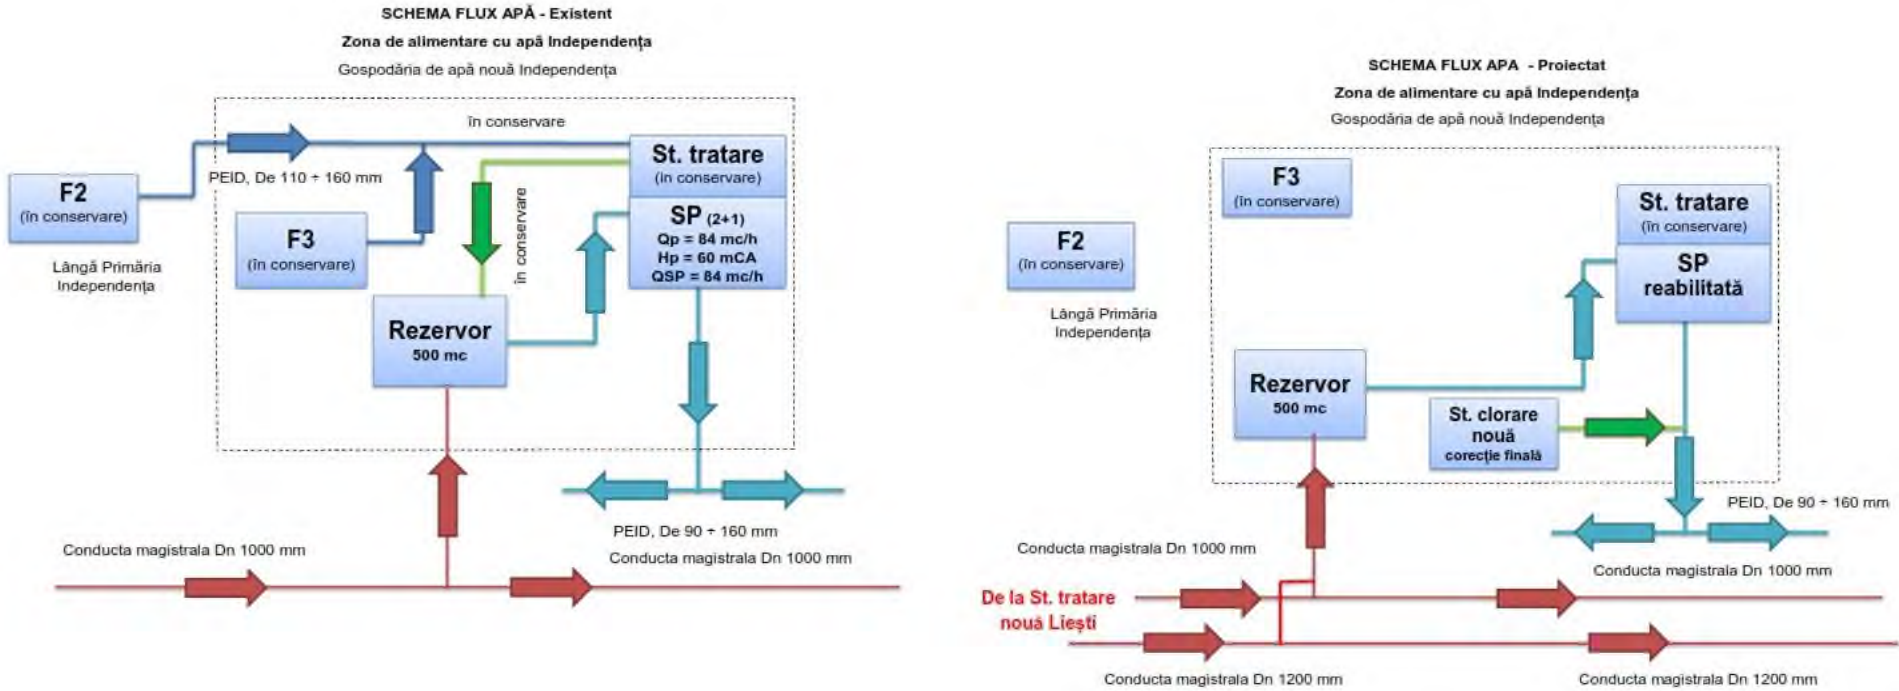 SCHEMA FLUX APĂ - Existent
Zona de alimentare cu apă Independența
Gospodăria de apă nouă Independența
în conservare
PEID, De 110 ÷ 160 mm
F2
(în conservare)
Lângă Primăria
Independența
F3
(în conservare)
în conservare
St. tratare
(în conservare)
SP (2+1)
Qp = 84 mc/h
Hp = 60 mCA
QSP = 84 mc/h
Rezervor
500 mc
PEID, De 90 ÷ 160 mm
Conducta magistrala Dn 1000 mm
Conducta magistrala Dn 1000 mm
SCHEMA FLUX APA - Proiectat
Zona de alimentare cu apă Independența
Gospodăria de apă nouă Independența
F3
(în conservare)
F2
(în conservare)
Lângă Primăria
Independența
St. tratare
(în conservare)
SP
reabilitată
Rezervor
500 mc
St. clorare
nouă
corecție finală
PEID, De 90 ÷ 160 mm
Conducta magistrala Dn 1000 mm
Conducta magistrala Dn 1000 mm
De la St. tratare
nouă Liești
Conducta magistrala Dn 1200 mm
Conducta magistrala Dn 1200 mm